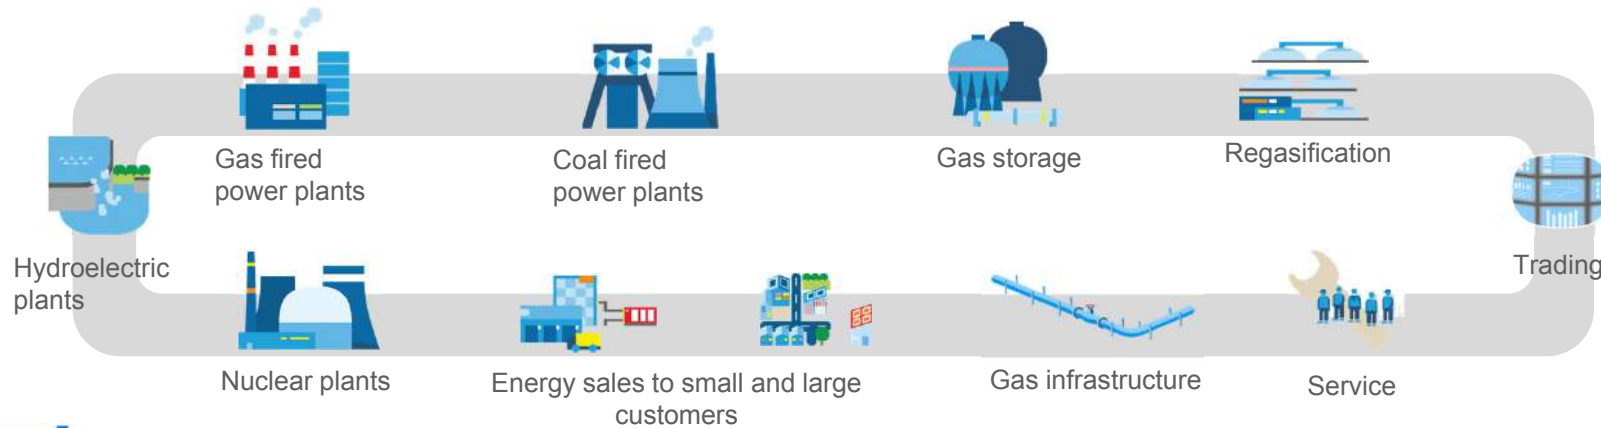 Gas fired
power plants
Coal fired
power plants
Gas storage
Regasification
Hydroelectric
plants
Trading
Nuclear plants
Energy sales to small and large
customers
Gas infrastructure
Service